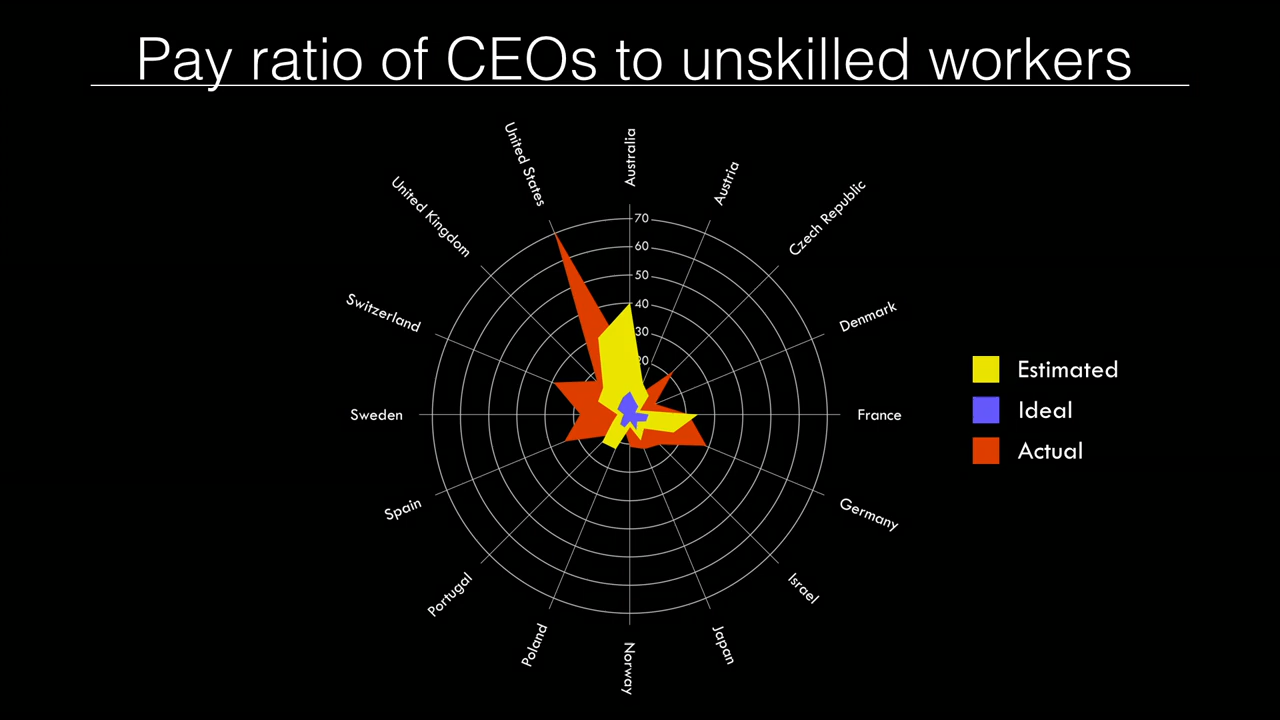 Pay ratio of CEOs to unskilled workers
Australia
Austria
Czech Republic
Denmark
France
Germany
Israel
Japan
Norway
Poland
Portugal
Spain
Sweden
Switzerland
United Kingdom
United States
70
60
50
40
30
20
Estimated
Ideal
Actual